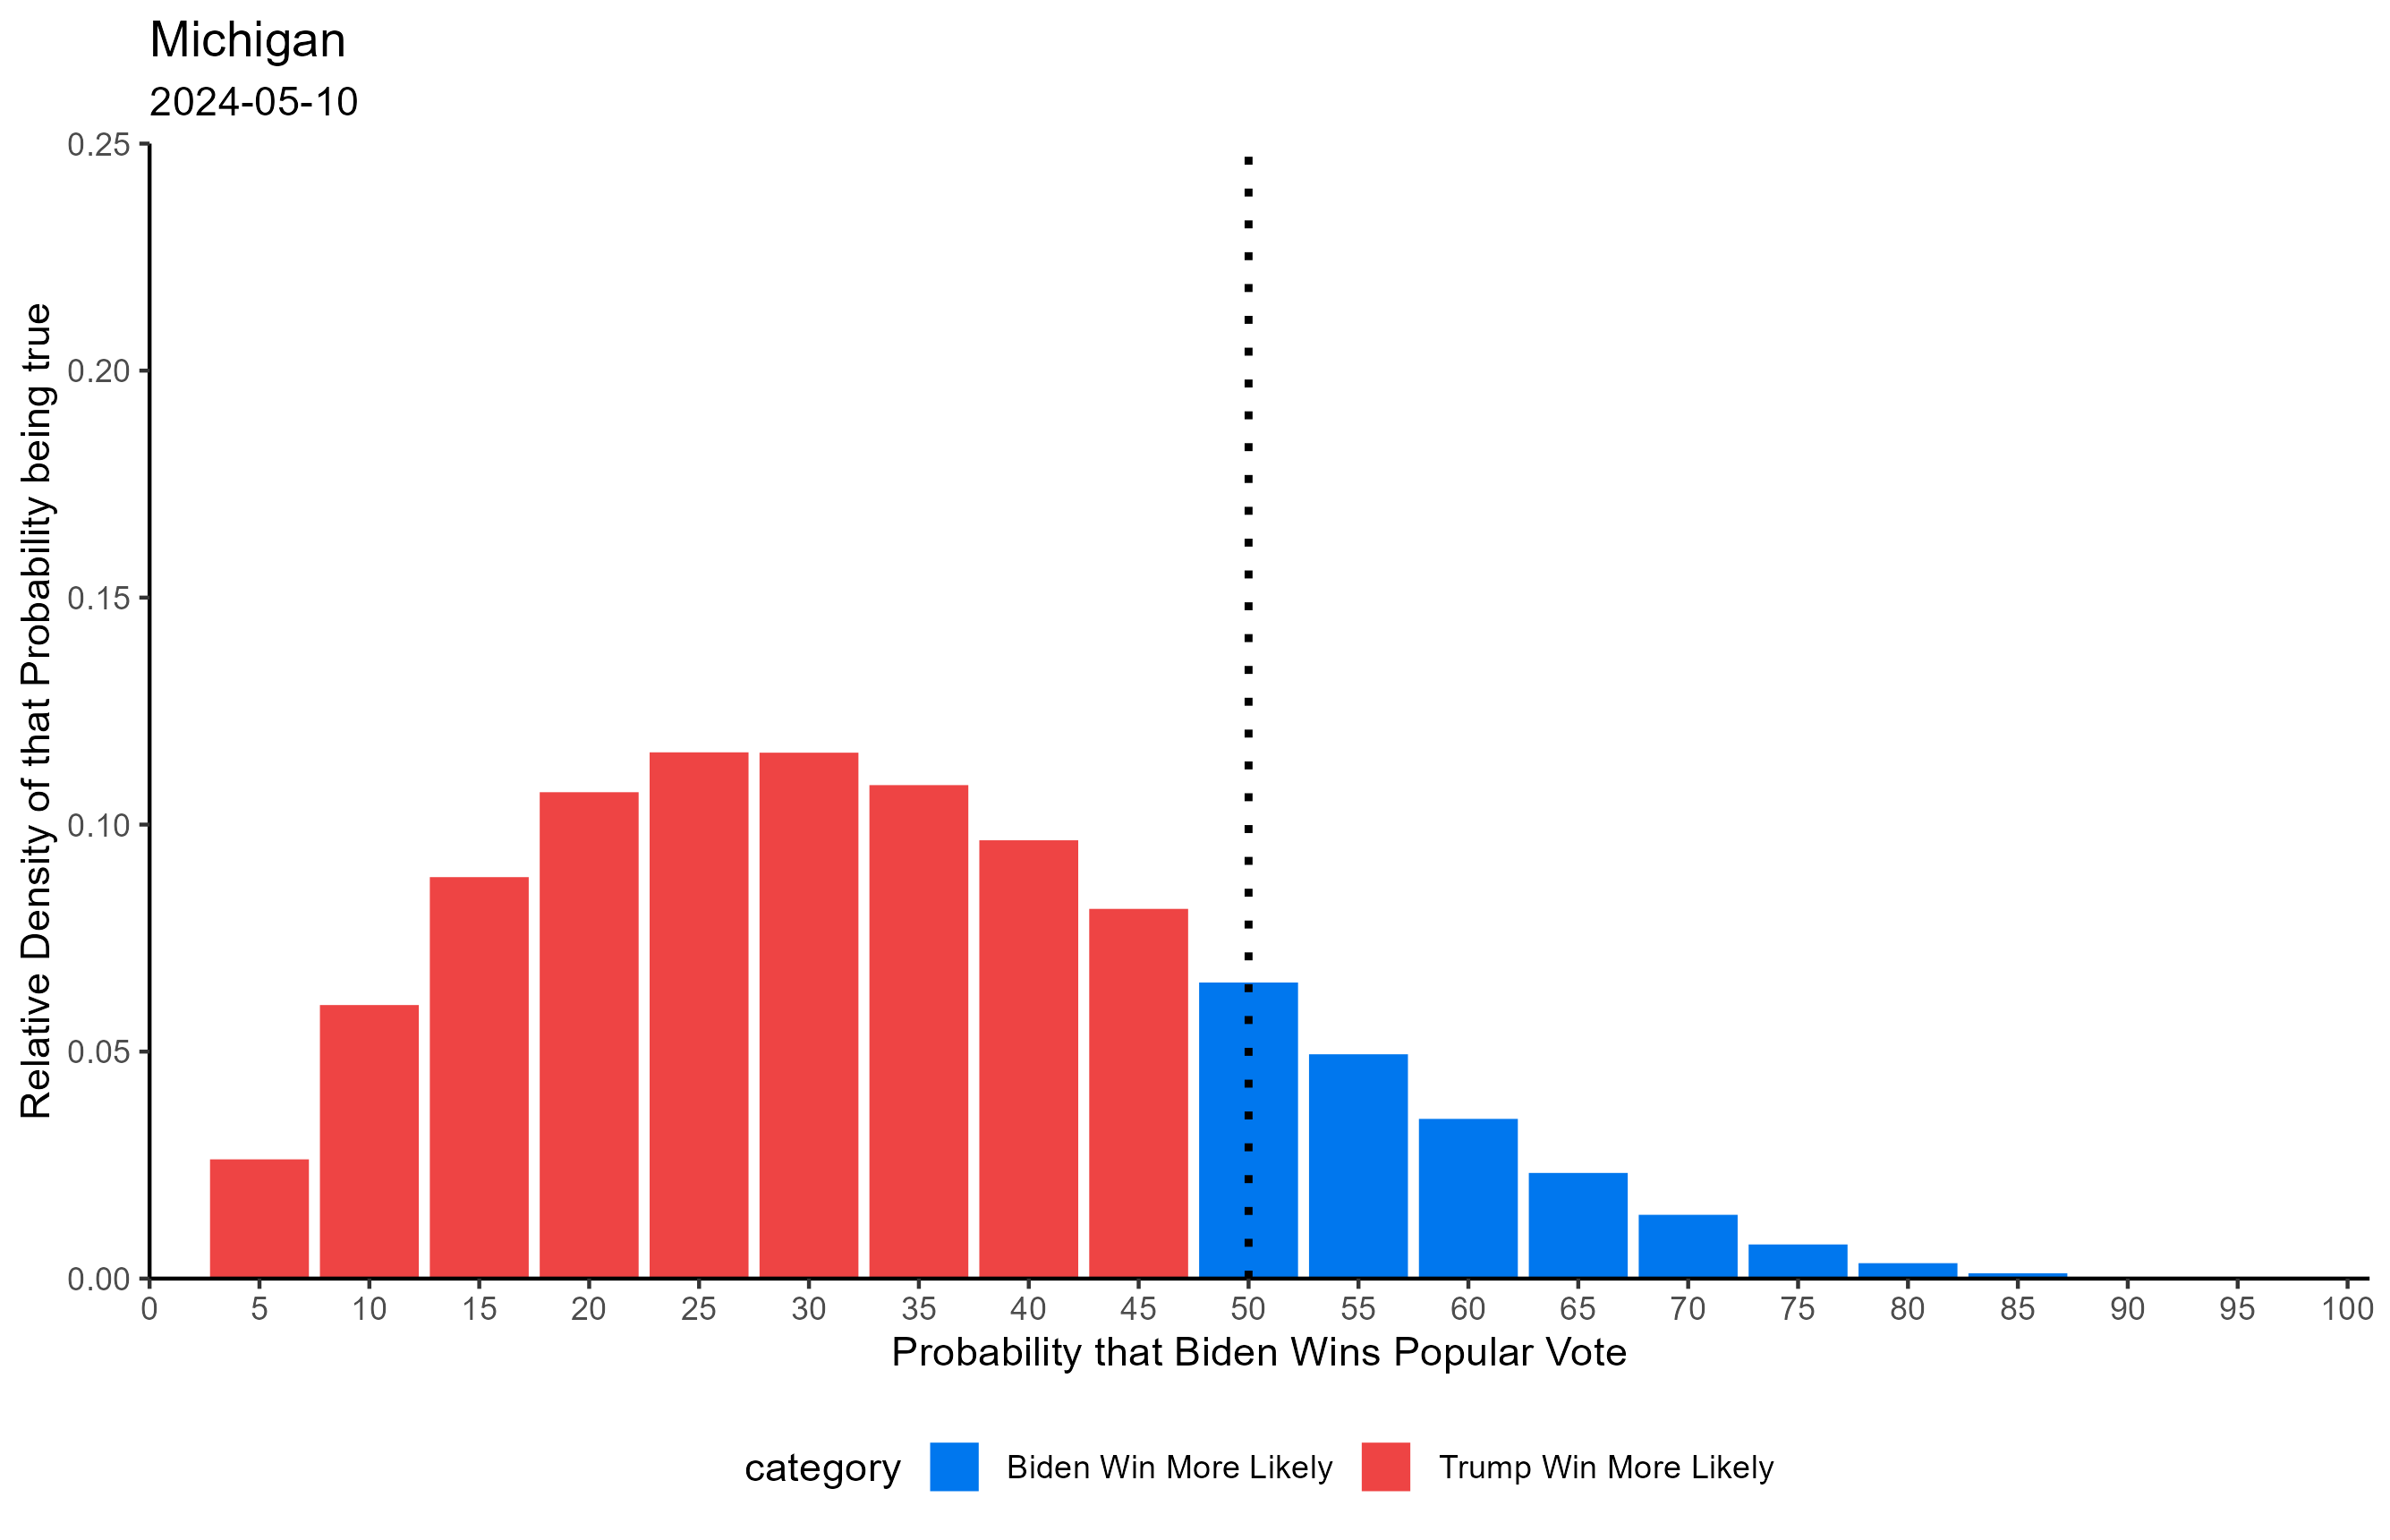 Michigan
2024-05-10
Relative Density of that Probability being true
0.25
0.20
0.15
0.10
0.05
0.00
0 5 10 15 20 25 30 35 40 45 50 55 60 65 70 75 80 85 90 95 100
Probability that Biden Wins Popular Vote
category Biden Win More Likely Trump Win More Likely